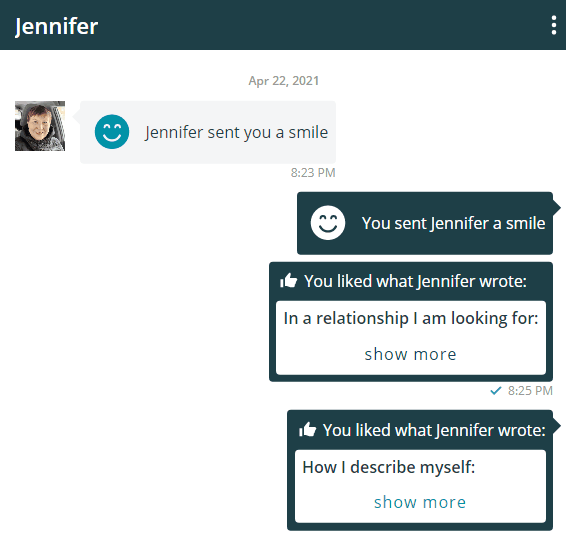 Jennifer
Apr 22, 2021
Jennifer sent you a smile
8:23 PM
You sent Jennifer a smile
You liked what Jennifer wrote:
In a relationship I am looking for:
show more
8:25 PM
You liked what Jennifer wrote:
How I describe myself:
show more